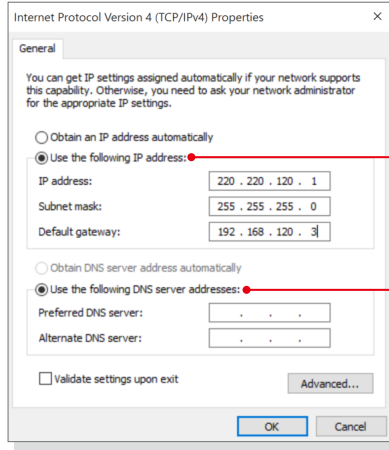 Internet Protocol Version 4 (TCP/IPv4) Properties
General
You can get IP settings assigned automatically if your network supports
this capability. Otherwise, you need to ask your network administrator
for the appropriate IP settings.
Obtain an IP address automatically
Use the following IP address:
IP address: 220 . 220 . 120 . 1
Subnet mask: 255 . 255 . 255 . 0
Default gateway: 192 . 168 . 120 . 3
Obtain DNS server address automatically
Use the following DNS server addresses:
Preferred DNS server: . . .
Alternate DNS server: . . .
Validate settings upon exit
Advanced...
OK Cancel